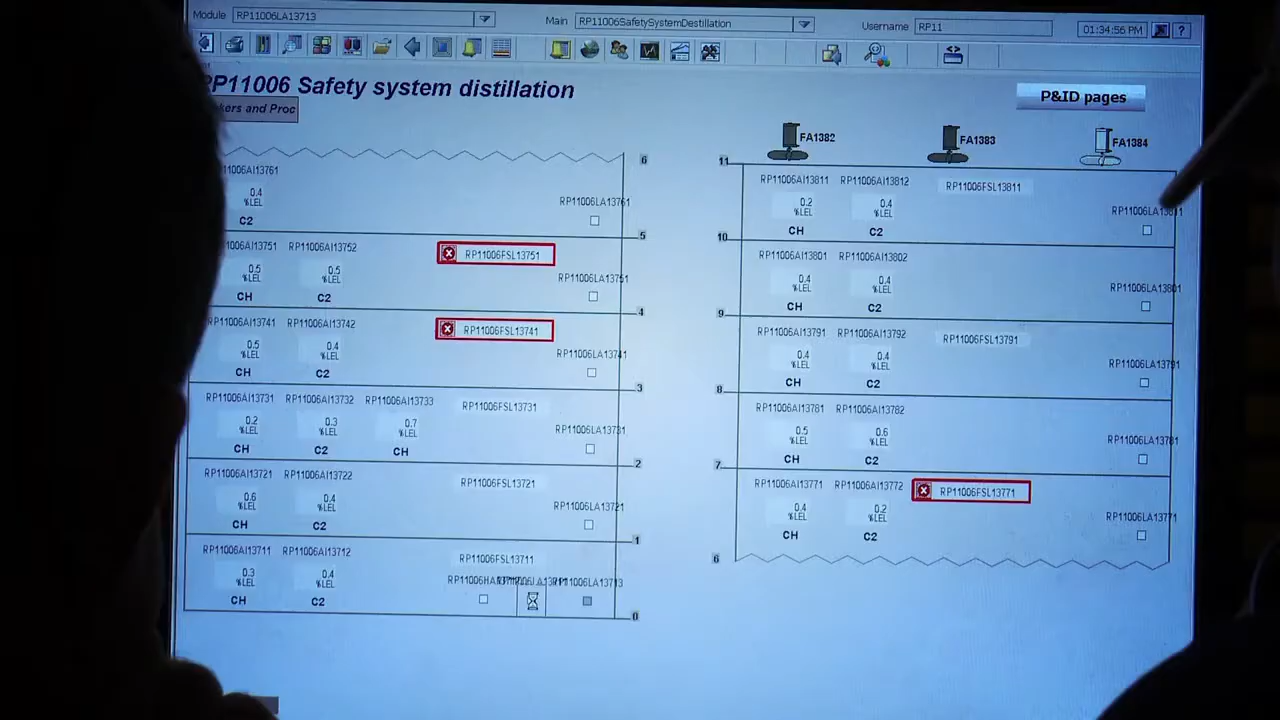 Module RP11006LA13713 Main RP11006SafetySystemDestillation Username RP11 01:34:56 PM ?
RP11006 Safety system distillation
kers and Proc
P&ID pages
FA1382 FA1383 FA1384
6
11006AI13761
0.4
%LEL
C2
RP11006LA13761
5
11006AI13751 RP11006AI13752
RP11006FSL13751
0.5
%LEL
0.5
%LEL
CH C2
RP11006LA13751
4
RP11006AI13741 RP11006AI13742
RP11006FSL13741
0.5
%LEL
0.4
%LEL
CH C2
RP11006LA13741
3
RP11006AI13731 RP11006AI13732 RP11006AI13733 RP11006FSL13731
0.2
%LEL
0.3
%LEL
0.7
%LEL
CH C2 CH
RP11006LA13731
2
RP11006AI13721 RP11006AI13722 RP11006FSL13721
0.6
%LEL
0.4
%LEL
CH C2
RP11006LA13721
1
RP11006AI13711 RP11006AI13712 RP11006FSL13711
0.3
%LEL
0.4
%LEL
CH C2
RP11006LA13713
0
11
RP11006AI13811 RP11006AI13812 RP11006FSL13811
0.2
%LEL
0.4
%LEL
CH C2
RP11006LA13811
10
RP11006AI13801 RP11006AI13802
0.4
%LEL
0.4
%LEL
CH C2
RP11006LA13801
9
RP11006AI13791 RP11006AI13792 RP11006FSL13791
0.4
%LEL
0.4
%LEL
CH C2
RP11006LA13791
8
RP11006AI13781 RP11006AI13782
0.5
%LEL
0.6
%LEL
CH C2
RP11006LA13781
7
RP11006AI13771 RP11006AI13772 RP11006FSL13771
0.4
%LEL
0.2
%LEL
CH C2
RP11006LA13771
6